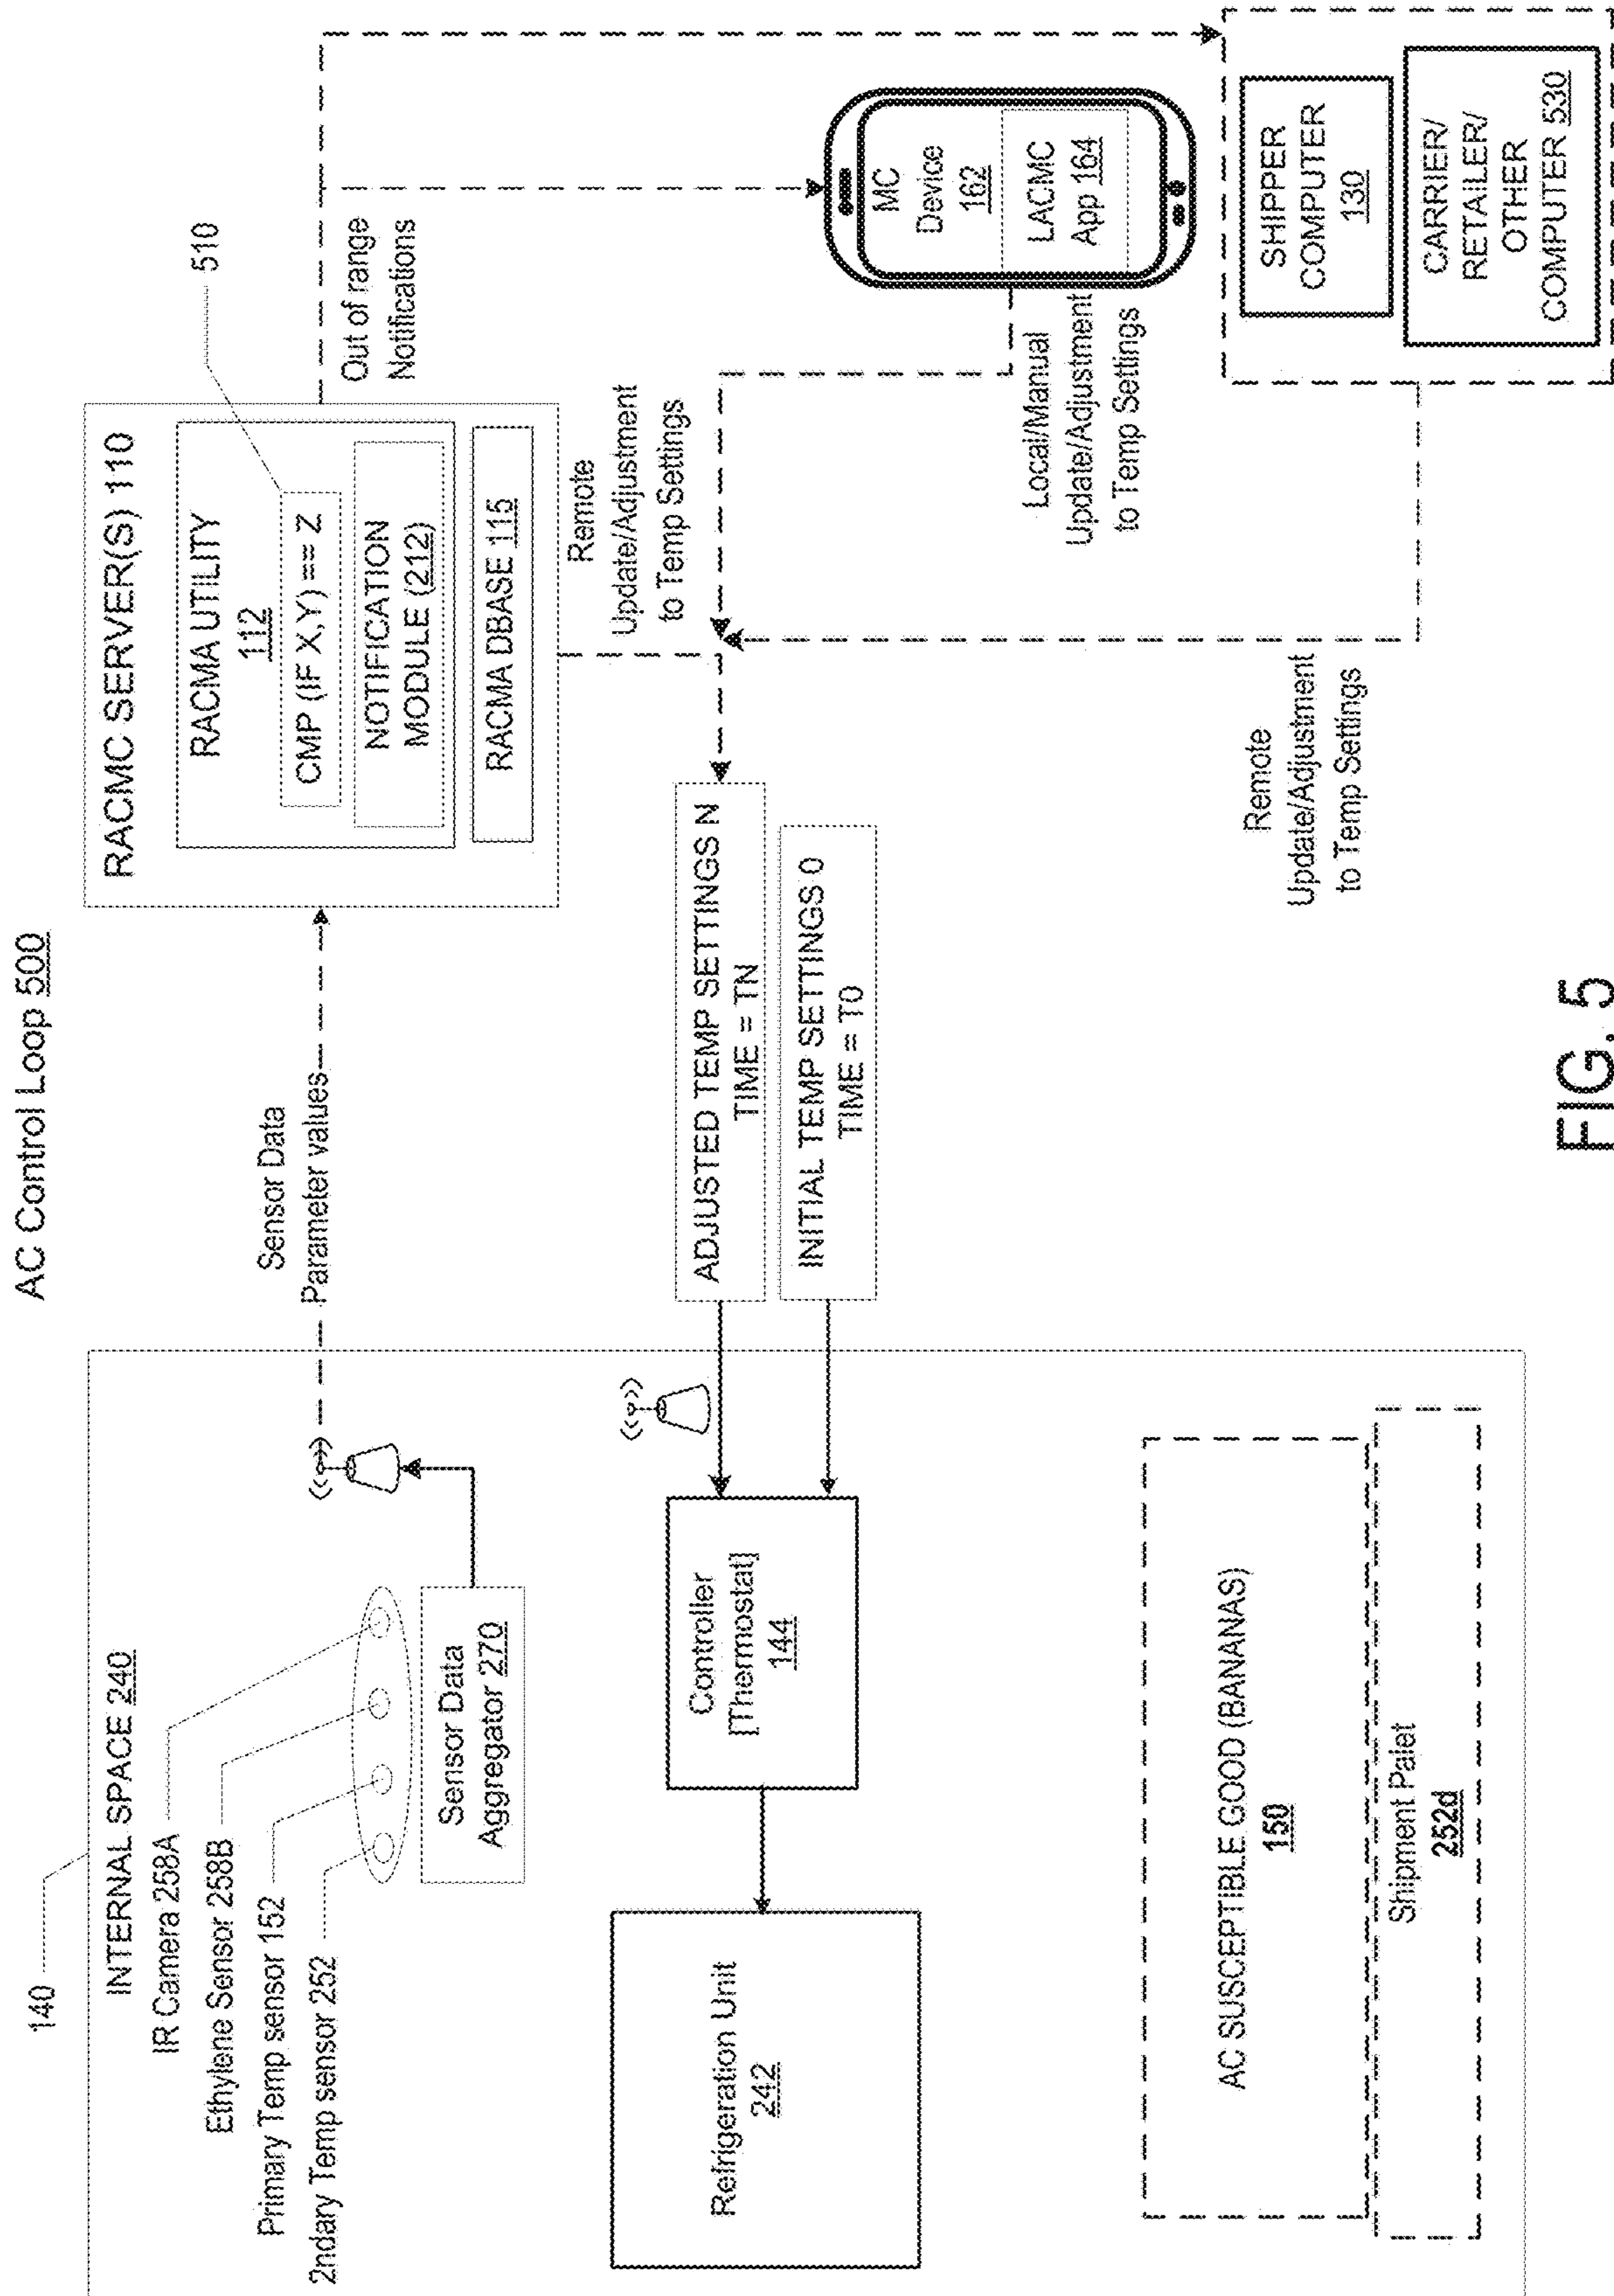 AC Control Loop 500
140
INTERNAL SPACE 240
IR Camera 258A
Ethylene Sensor 258B
Primary Temp sensor 152
2ndary Temp sensor 252
Sensor Data
Aggregator 270
Sensor Data
Parameter values
RACMC SERVER(S) 110
RACMA UTILITY
112
CMP (IF X,Y) == Z
NOTIFICATION
MODULE (212)
RACMA DBASE 115
510
Out of range
Notifications
Refrigeration Unit
242
Controller
[Thermostat]
144
ADJUSTED TEMP SETTINGS N
TIME = TN
INITIAL TEMP SETTINGS 0
TIME = T0
Remote
Update/Adjustment
to Temp Settings
MC
Device
162
LACMC
App 164
Local/Manual
Update/Adjustment
to Temp Settings
Remote
Update/Adjustment
to Temp Settings
SHIPPER
COMPUTER
130
CARRIER/
RETAILER/
OTHER
COMPUTER 530
AC SUSCEPTIBLE GOOD (BANANAS)
150
Shipment Palet
252d
FIG. 5